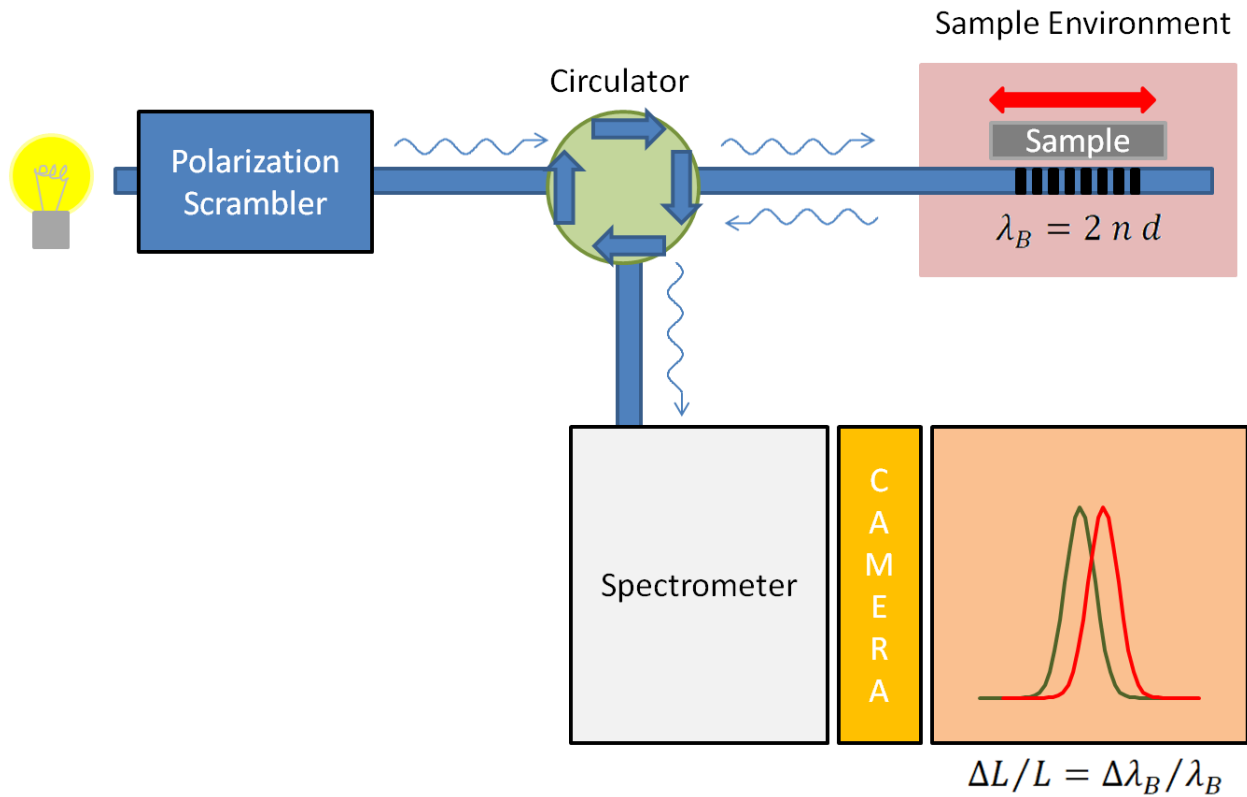 Sample Environment
Circulator
Polarization
Scrambler
Sample
λ_B = 2 n d
Spectrometer
C
A
M
E
R
A
ΔL/L = Δλ_B/λ_B